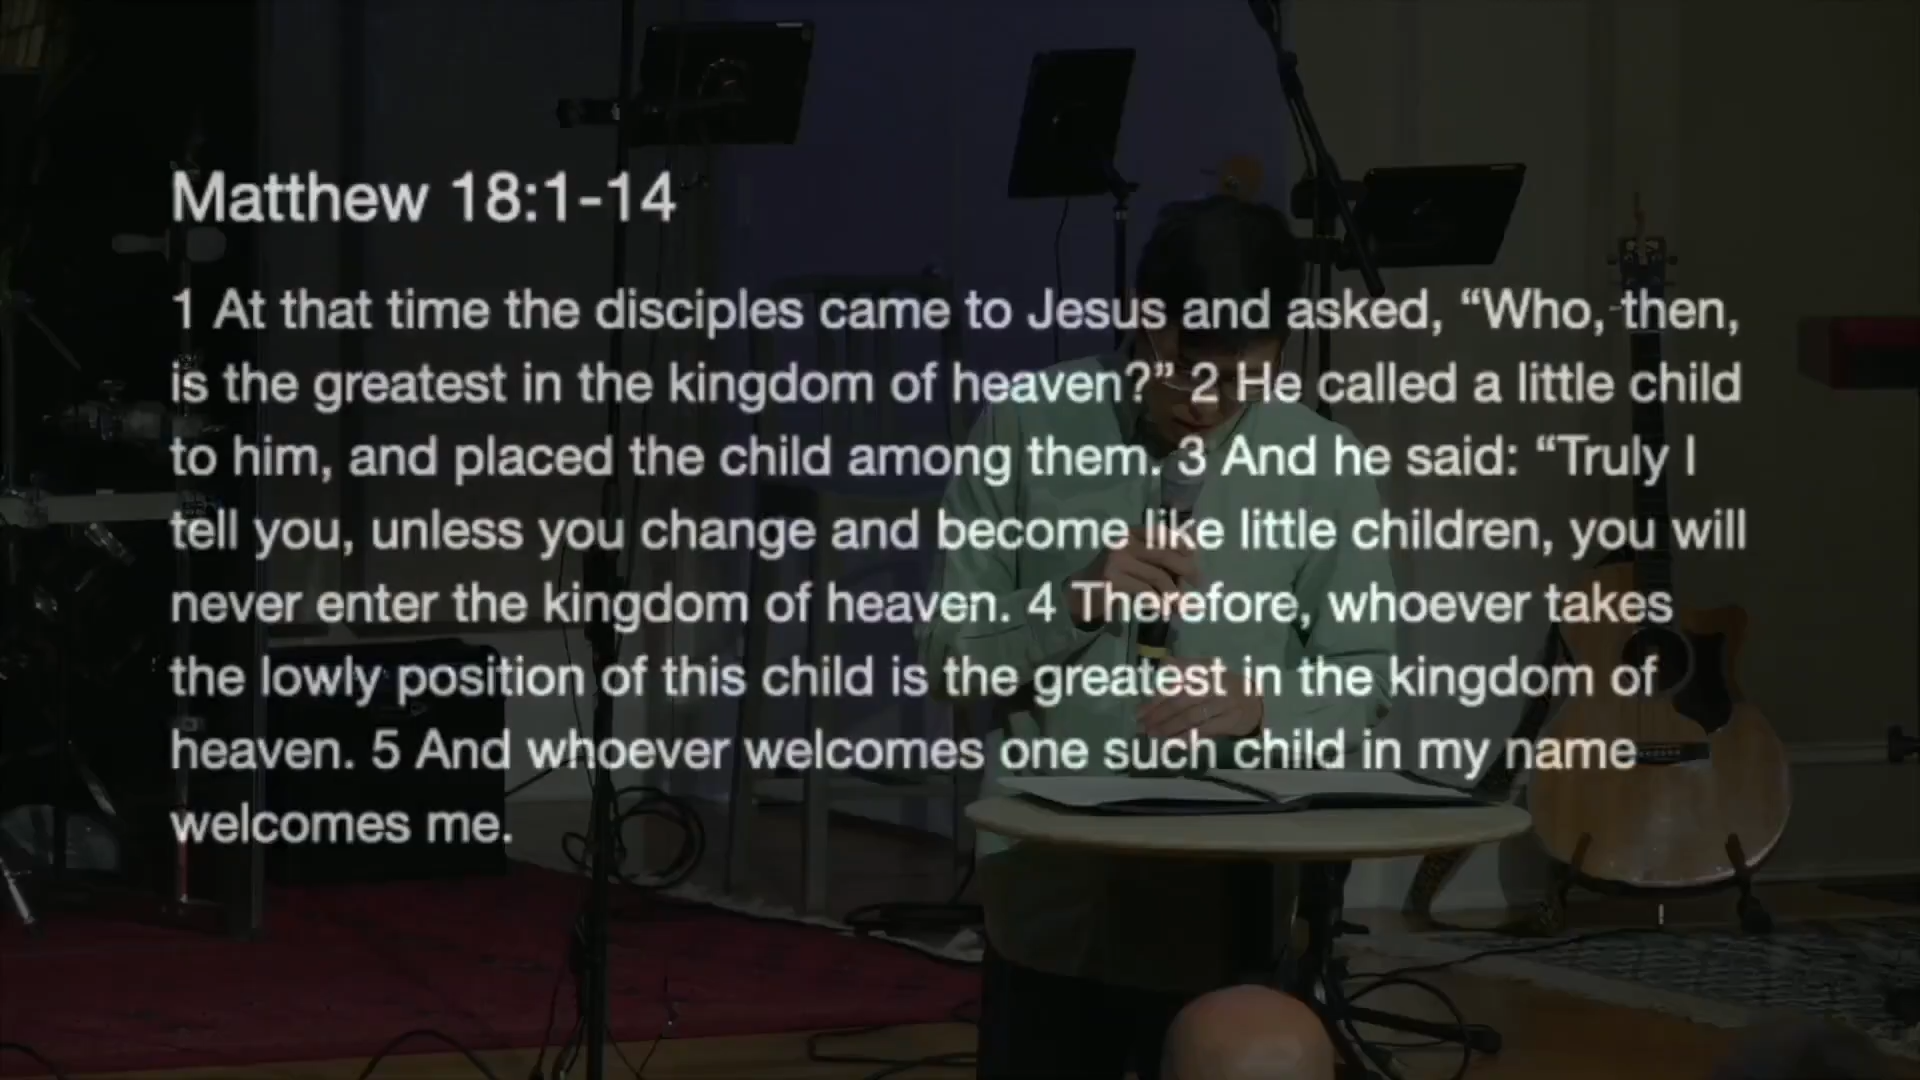 Matthew 18:1-14
1 At that time the disciples came to Jesus and asked, “Who, then,
is the greatest in the kingdom of heaven?” 2 He called a little child
to him, and placed the child among them. 3 And he said: “Truly I
tell you, unless you change and become like little children, you will
never enter the kingdom of heaven. 4 Therefore, whoever takes
the lowly position of this child is the greatest in the kingdom of
heaven. 5 And whoever welcomes one such child in my name
welcomes me.